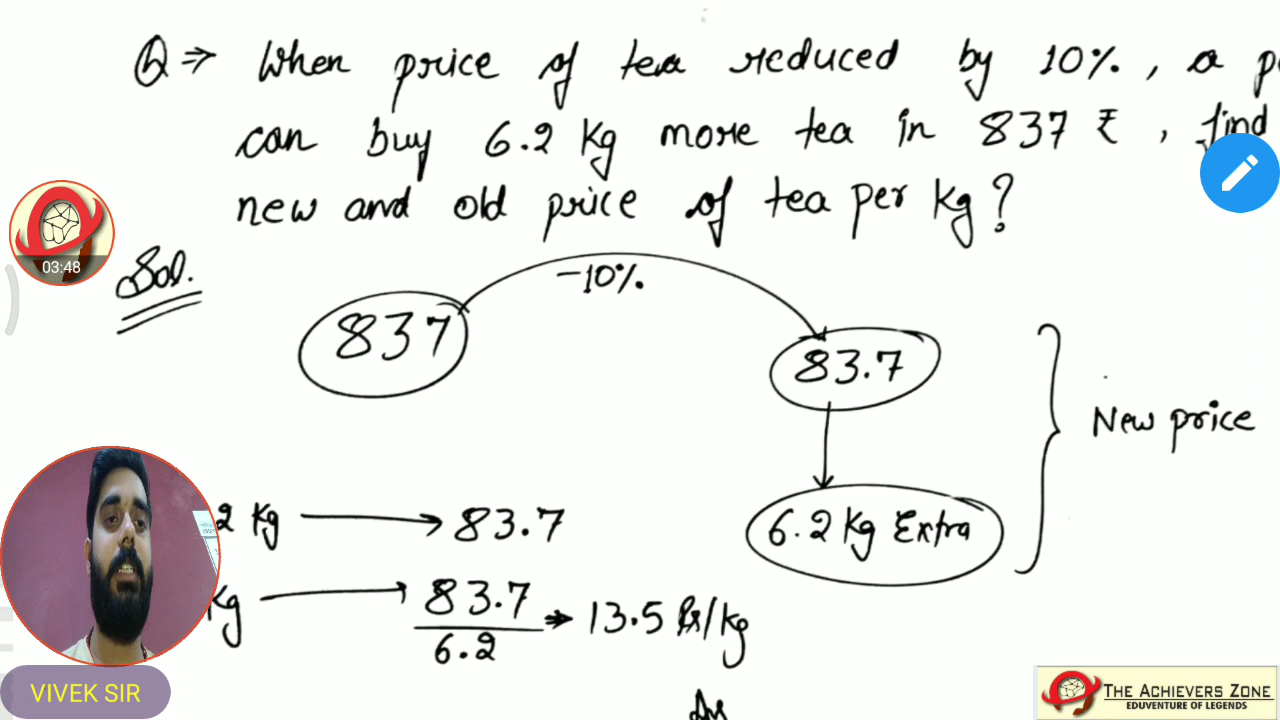 Q ⇒ When price of tea reduced by 10%, a pe
can buy 6.2 Kg more tea in 837 ₹, find
new and old price of tea per Kg?
03:48
Sol.
-10%
837
83.7
New price
2 Kg → 83.7
6.2 Kg Extra
Kg → 83.7/6.2 ⇒ 13.5 Rs/kg
VIVEK SIR
THE ACHIEVERS ZONE
EDUVENTURE OF LEGENDS